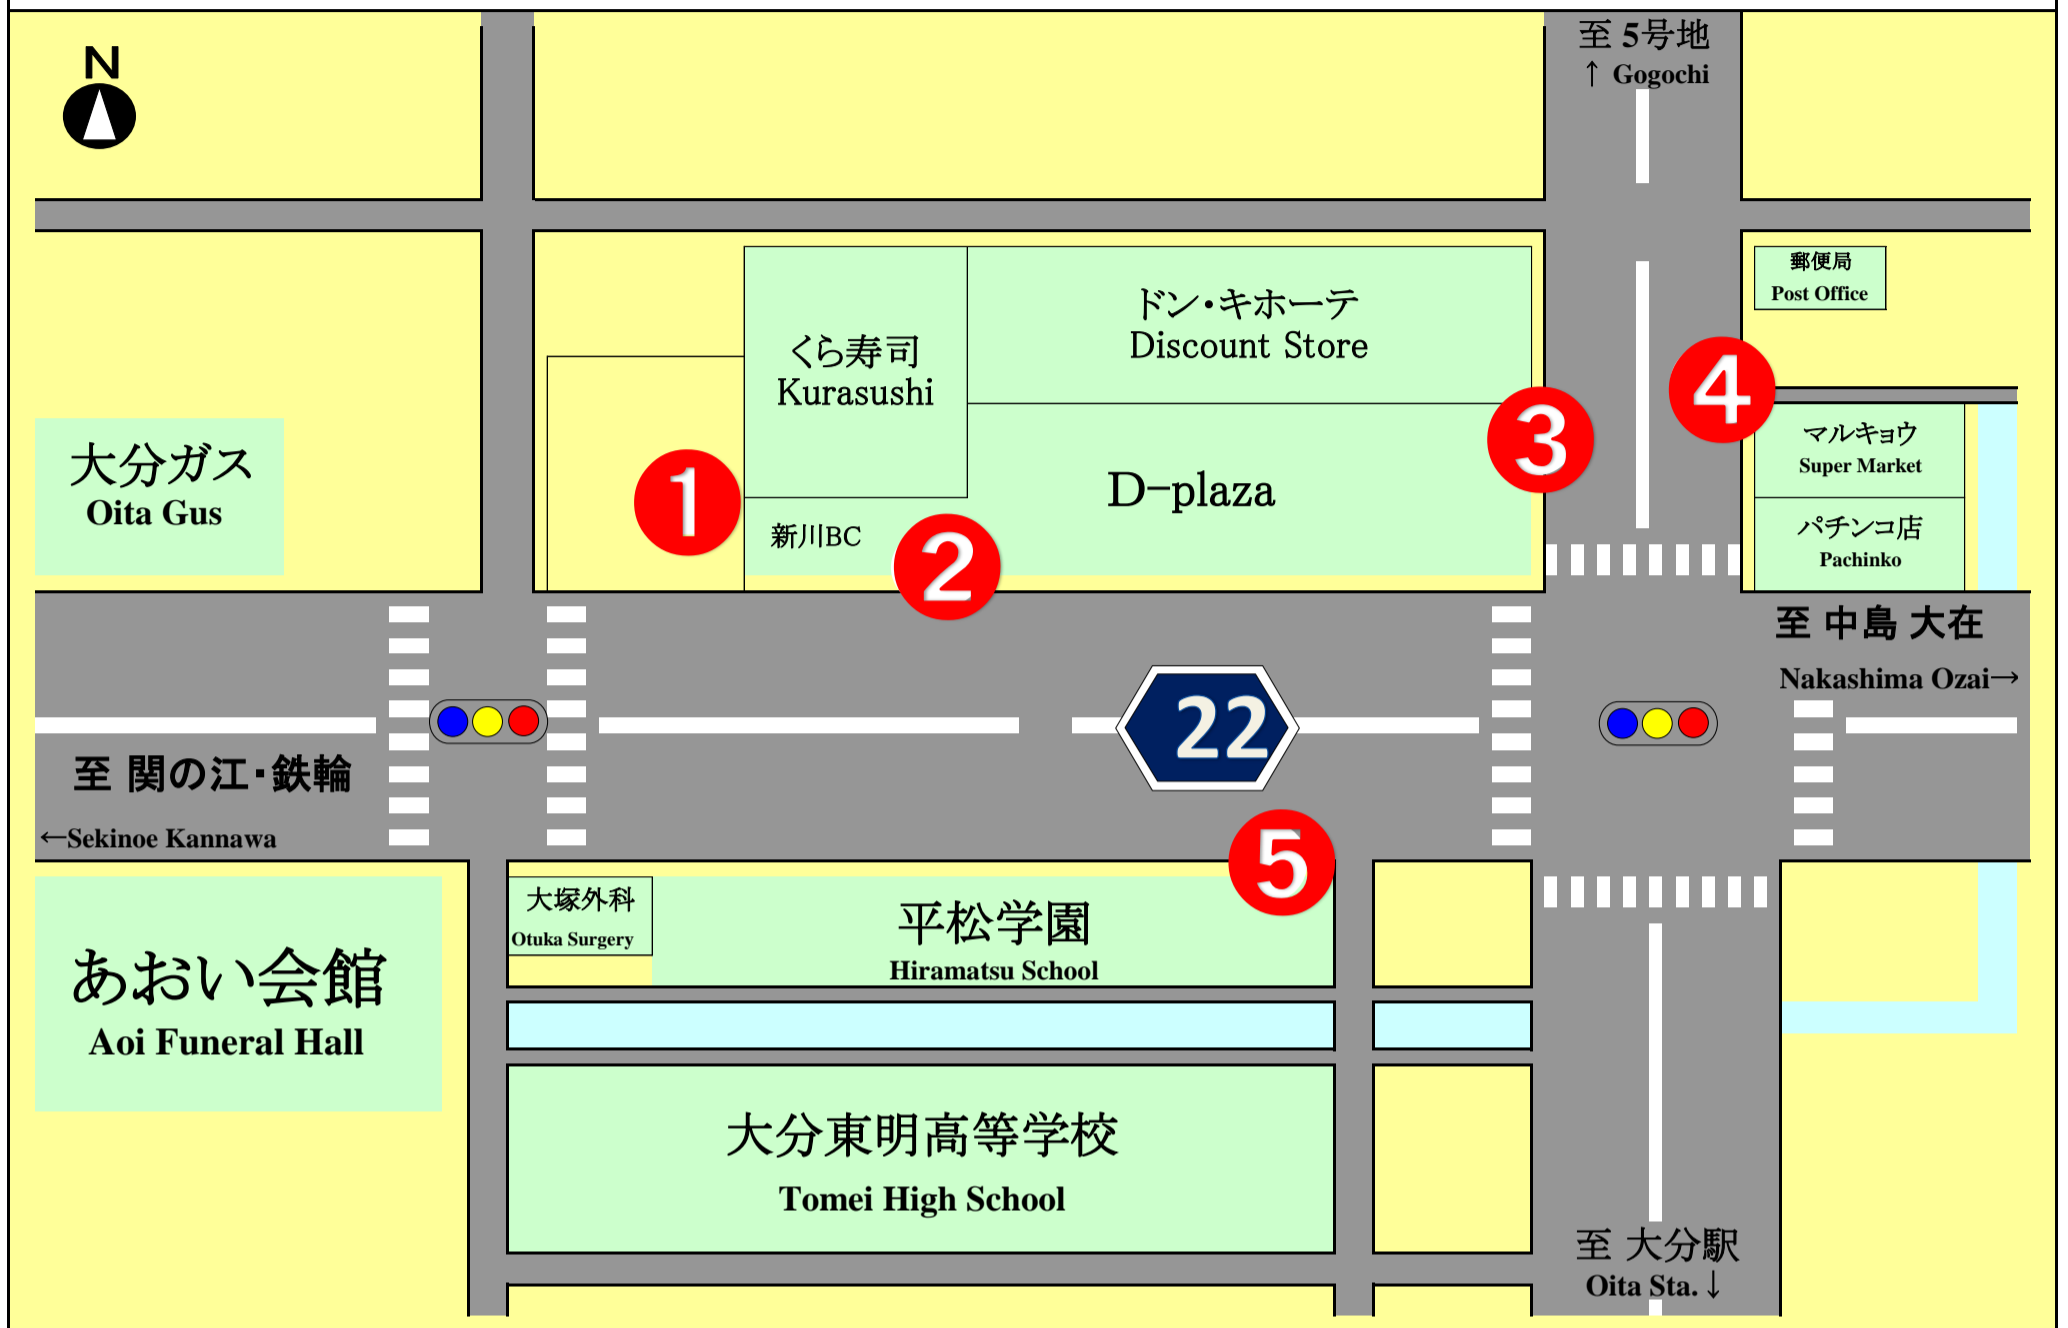 N
至 5号地
↑ Gogochi
郵便局
Post Office
くら寿司
Kurasushi
ドン・キホーテ
Discount Store
4
3
大分ガス
Oita Gus
1
新川BC
2
D-plaza
マルキョウ
Super Market
パチンコ店
Pachinko
至 中島 大在
Nakashima Ozai→
22
至 関の江・鉄輪
←Sekinoe Kannawa
5
大塚外科
Otuka Surgery
平松学園
Hiramatsu School
あおい会館
Aoi Funeral Hall
大分東明高等学校
Tomei High School
至 大分駅
Oita Sta.↓